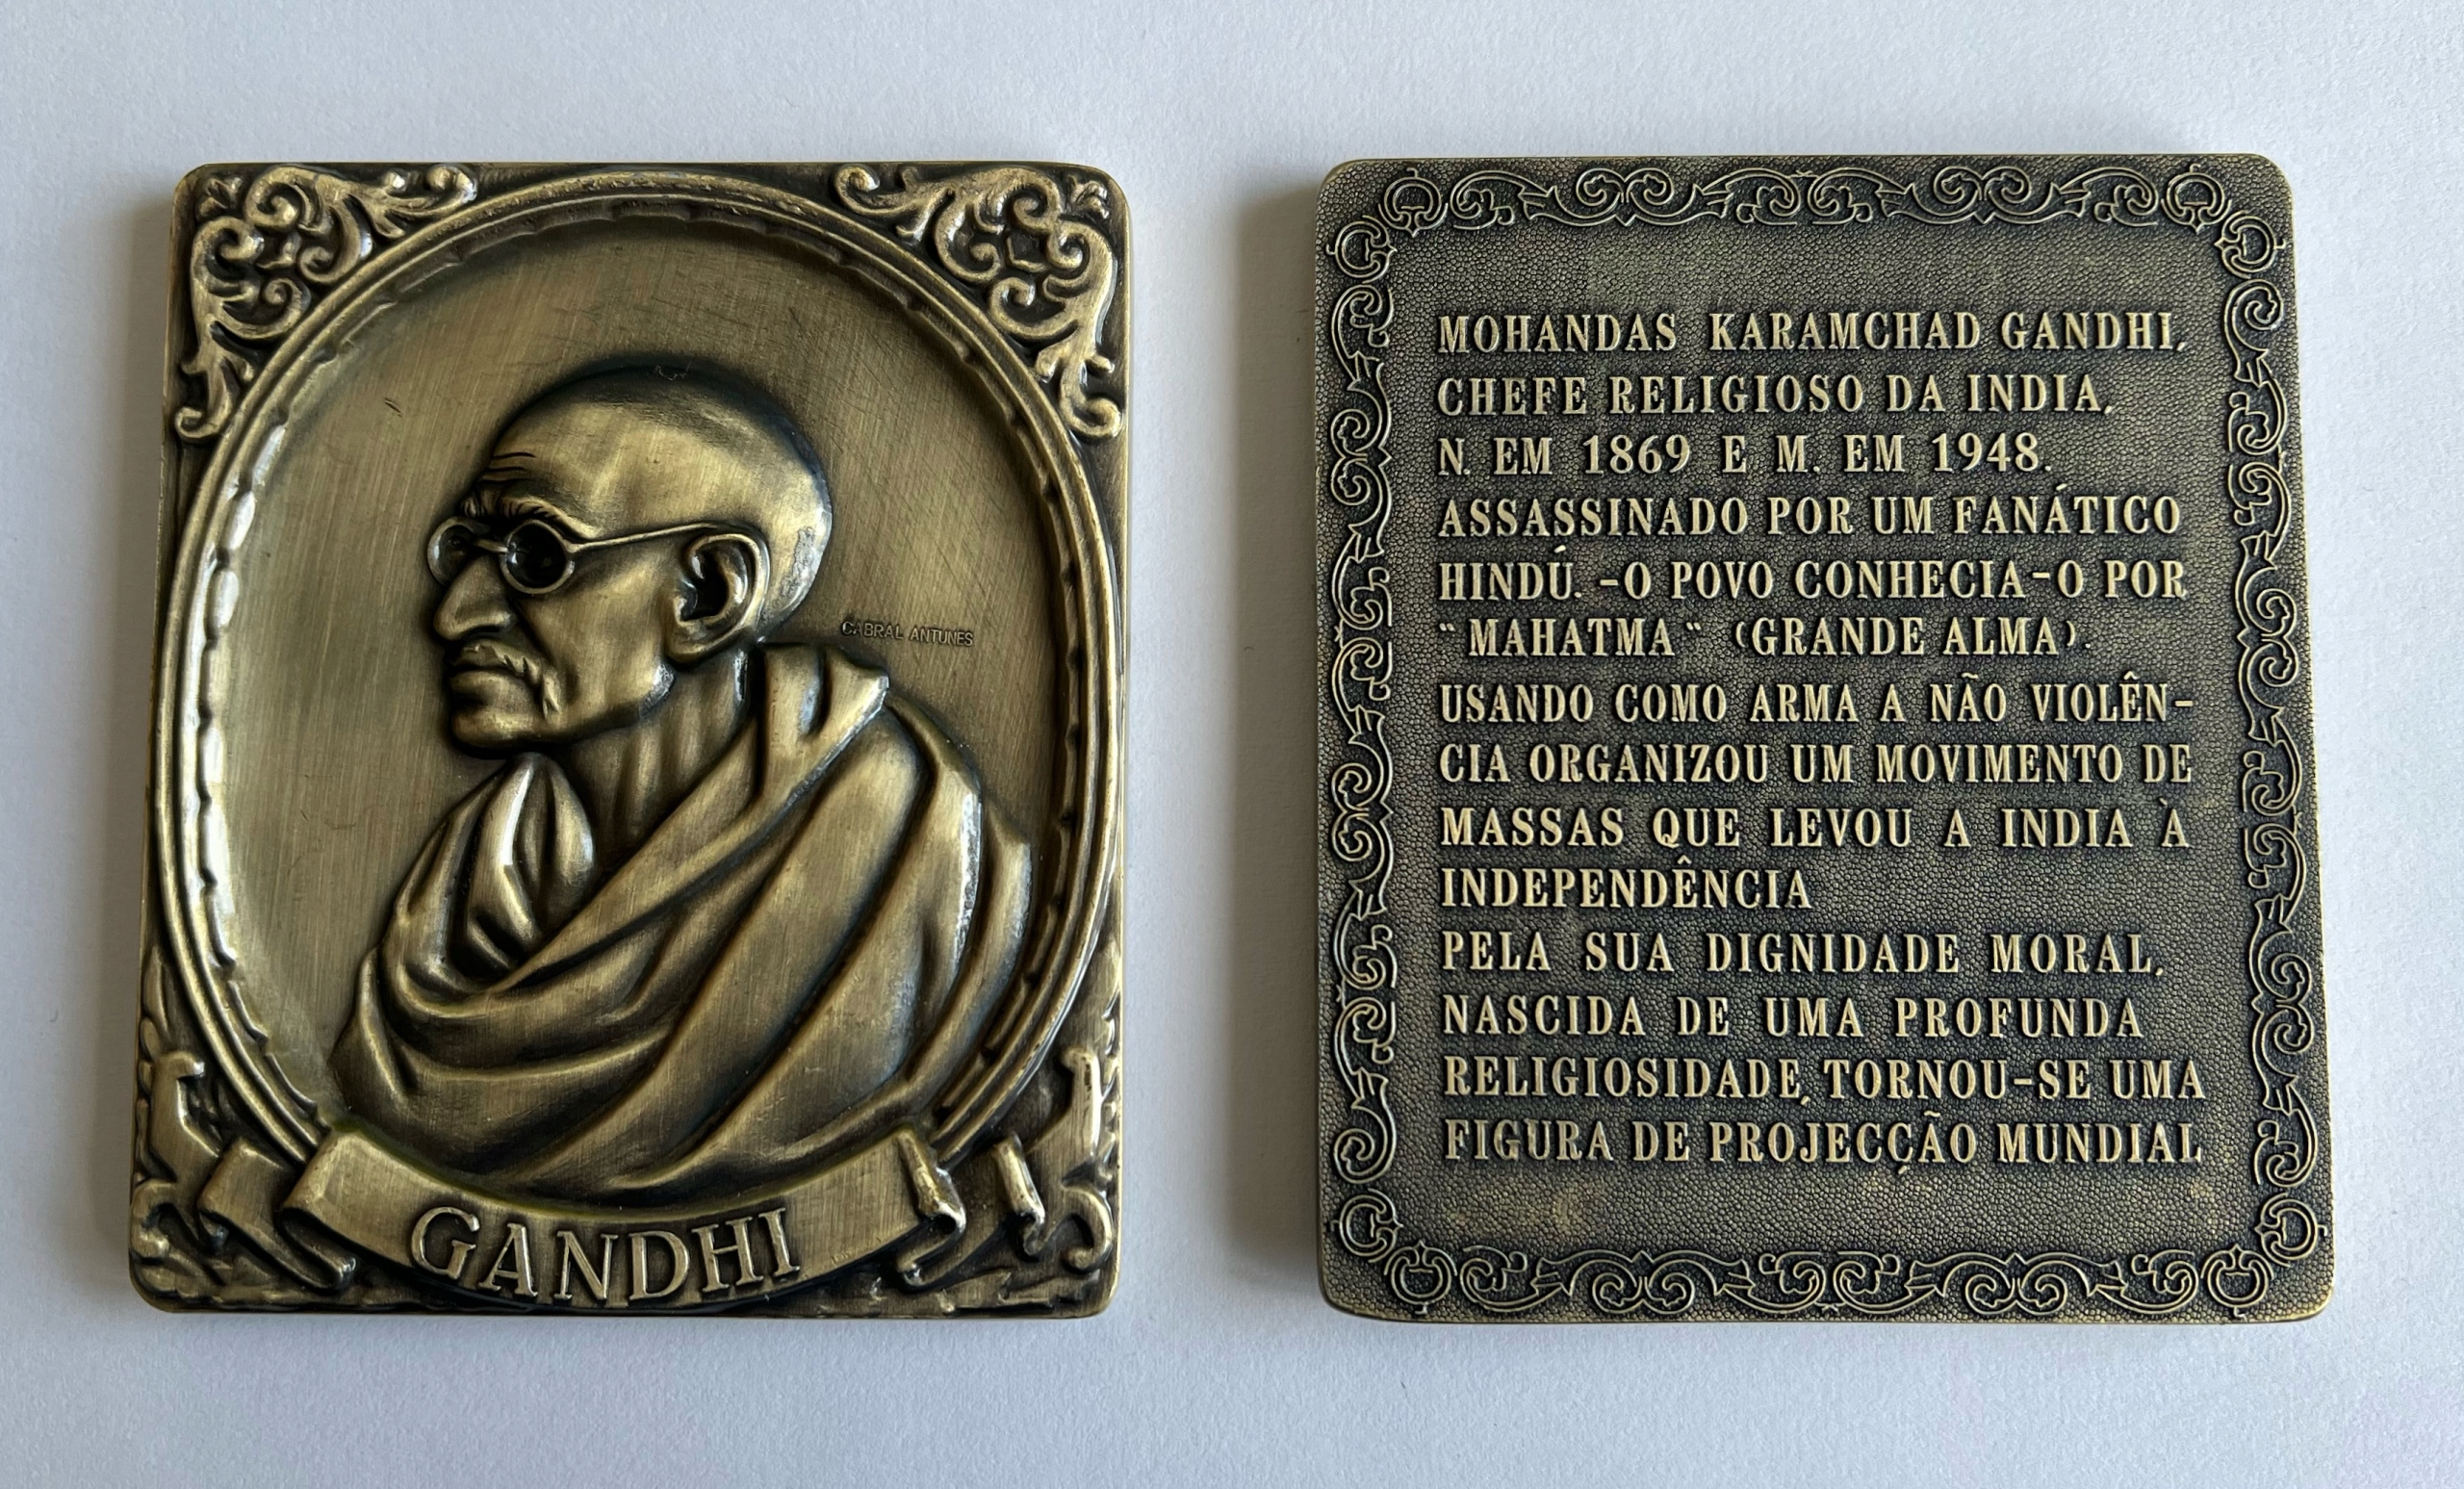 CABRAL ANTUNES
GANDHI
MOHANDAS KARAMCHAD GANDHI,
CHEFE RELIGIOSO DA INDIA,
N. EM 1869 E M. EM 1948.
ASSASSINADO POR UM FANÁTICO
HINDÚ. -O POVO CONHECIA-O POR
"MAHATMA" (GRANDE ALMA).
USANDO COMO ARMA A NÃO VIOLÊN-
CIA ORGANIZOU UM MOVIMENTO DE
MASSAS QUE LEVOU A INDIA À
INDEPENDÊNCIA
PELA SUA DIGNIDADE MORAL,
NASCIDA DE UMA PROFUNDA
RELIGIOSIDADE, TORNOU-SE UMA
FIGURA DE PROJECÇÃO MUNDIAL